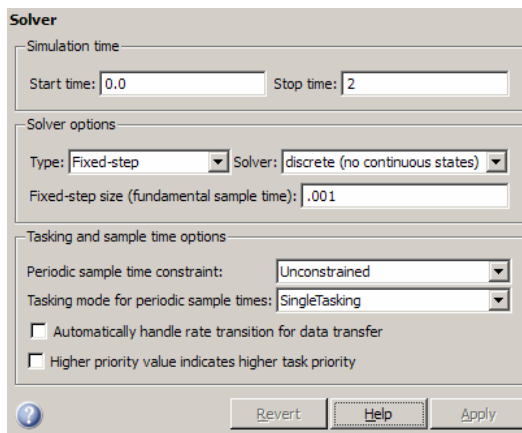 Solver
Simulation time
Start time: 0.0 Stop time: 2
Solver options
Type: Fixed-step Solver: discrete (no continuous states)
Fixed-step size (fundamental sample time): .001
Tasking and sample time options
Periodic sample time constraint: Unconstrained
Tasking mode for periodic sample times: SingleTasking
Automatically handle rate transition for data transfer
Higher priority value indicates higher task priority
? Revert Help Apply